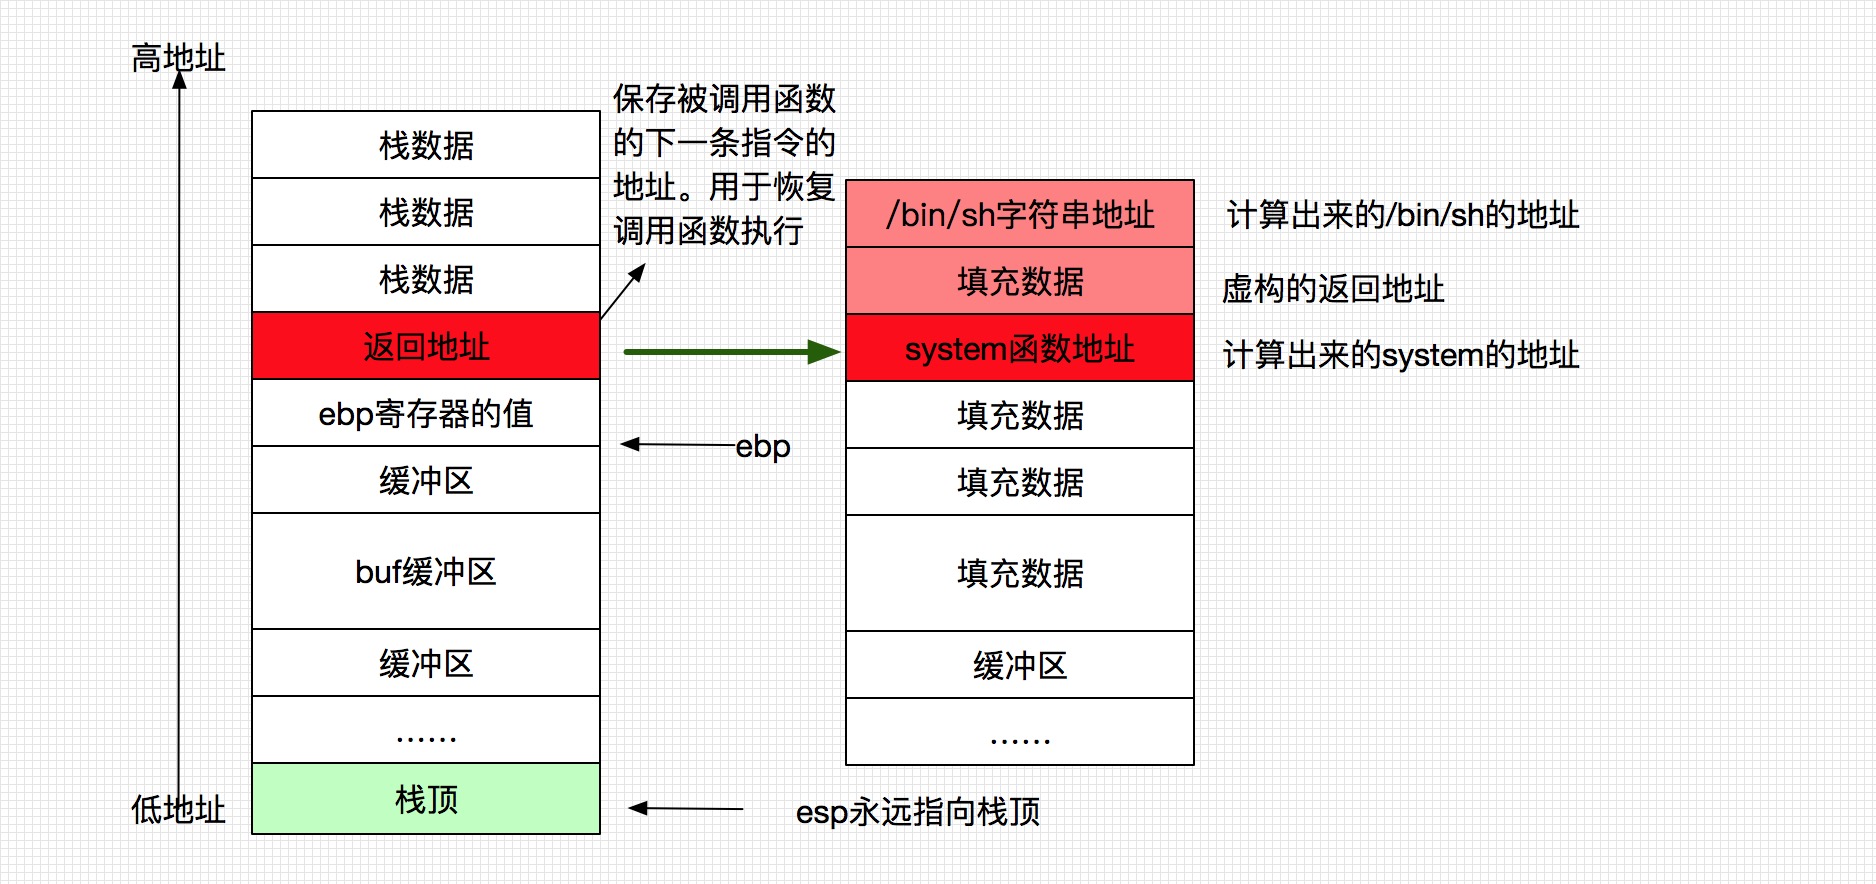 高地址
栈数据
栈数据
栈数据
返回地址
ebp寄存器的值
缓冲区
buf缓冲区
缓冲区
......
栈顶
低地址
保存被调用函数
的下一条指令的
地址。用于恢复
调用函数执行
ebp
esp永远指向栈顶
/bin/sh字符串地址
填充数据
system函数地址
填充数据
填充数据
填充数据
缓冲区
......
计算出来的/bin/sh的地址
虚构的返回地址
计算出来的system的地址